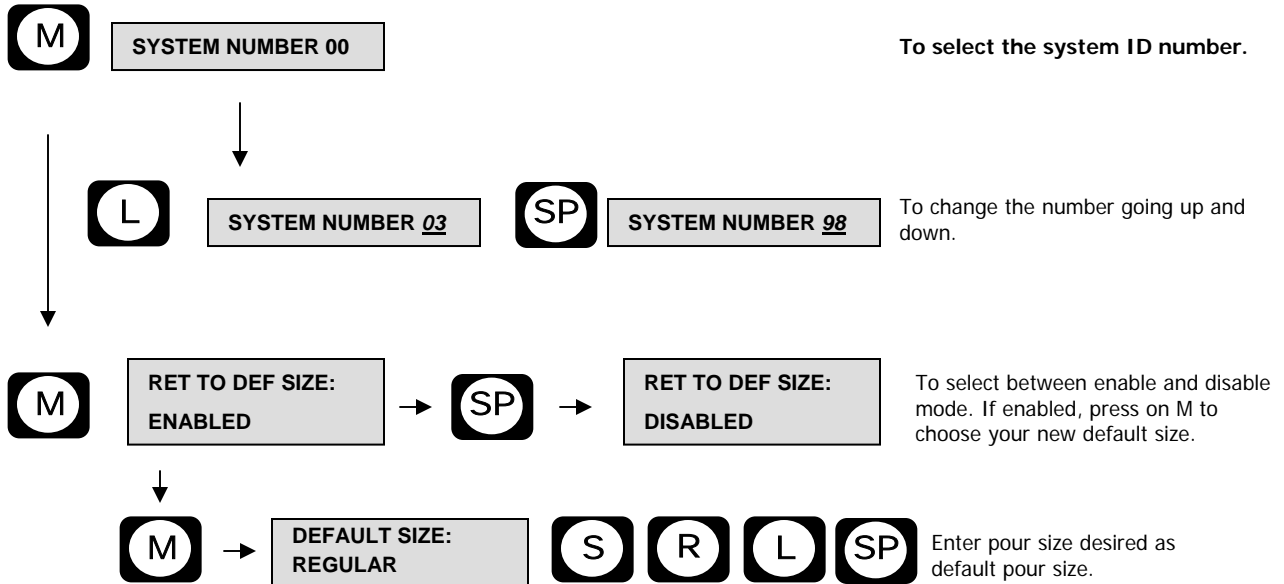 M
SYSTEM NUMBER 00
To select the system ID number.
L
SYSTEM NUMBER 03
SP
SYSTEM NUMBER 98
To change the number going up and
down.
M
RET TO DEF SIZE:
ENABLED
SP
RET TO DEF SIZE:
DISABLED
To select between enable and disable
mode. If enabled, press on M to
choose your new default size.
M
DEFAULT SIZE:
REGULAR
S
R
L
SP
Enter pour size desired as
default pour size.